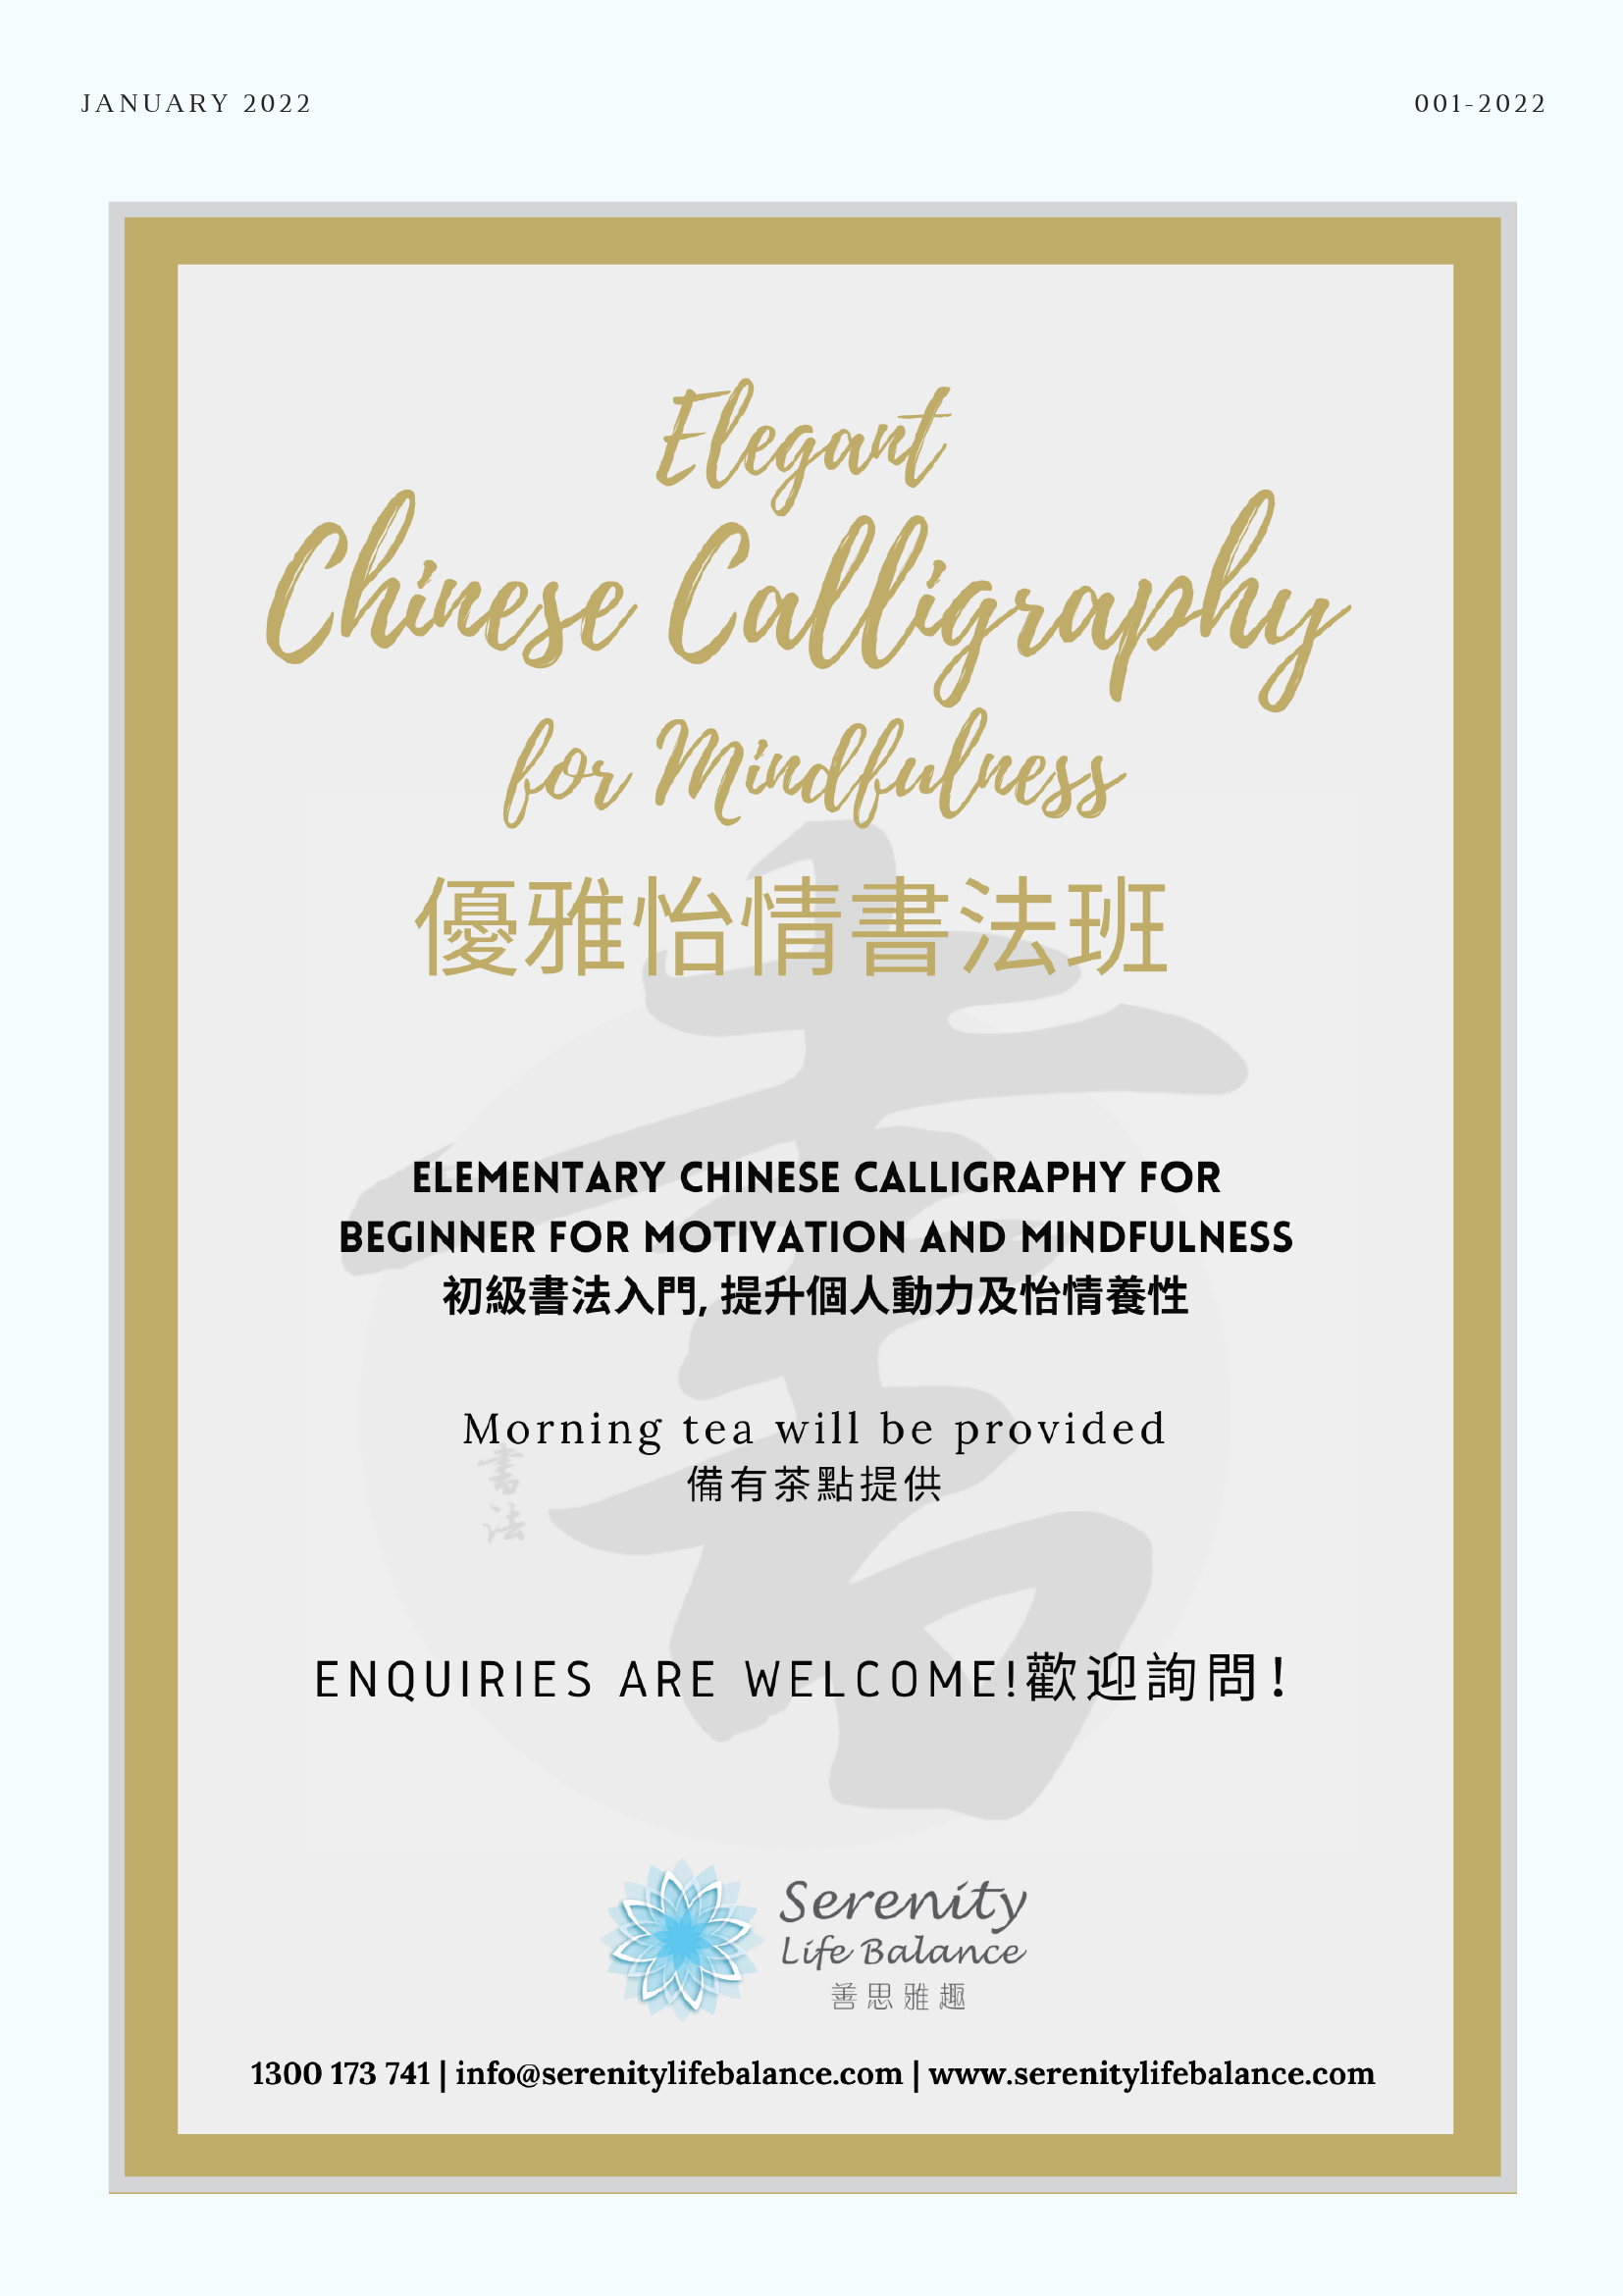 JANUARY 2022
001-2022
Elegant
Chinese Calligraphy
for Mindfulness
優雅怡情書法班
ELEMENTARY CHINESE CALLIGRAPHY FOR
BEGINNER FOR MOTIVATION AND MINDFULNESS
初級書法入門, 提升個人動力及怡情養性
Morning tea will be provided
備有茶點提供
書
書法
ENQUIRIES ARE WELCOME!歡迎詢問!
Serenity
Life Balance
善思雅趣
1300 173 741 | info@serenitylifebalance.com | www.serenitylifebalance.com